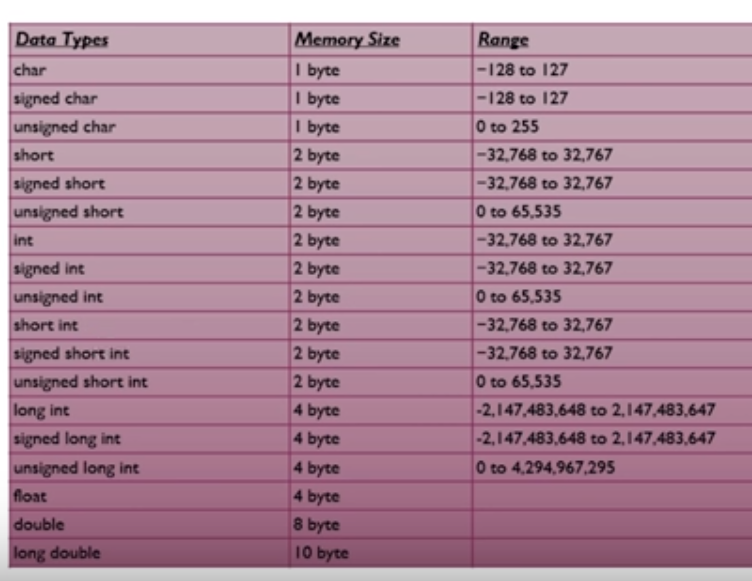 Data Types Memory Size Range
char 1 byte −128 to 127
signed char 1 byte −128 to 127
unsigned char 1 byte 0 to 255
short 2 byte −32,768 to 32,767
signed short 2 byte −32,768 to 32,767
unsigned short 2 byte 0 to 65,535
int 2 byte −32,768 to 32,767
signed int 2 byte −32,768 to 32,767
unsigned int 2 byte 0 to 65,535
short int 2 byte −32,768 to 32,767
signed short int 2 byte −32,768 to 32,767
unsigned short int 2 byte 0 to 65,535
long int 4 byte -2,147,483,648 to 2,147,483,647
signed long int 4 byte -2,147,483,648 to 2,147,483,647
unsigned long int 4 byte 0 to 4,294,967,295
float 4 byte
double 8 byte
long double 10 byte